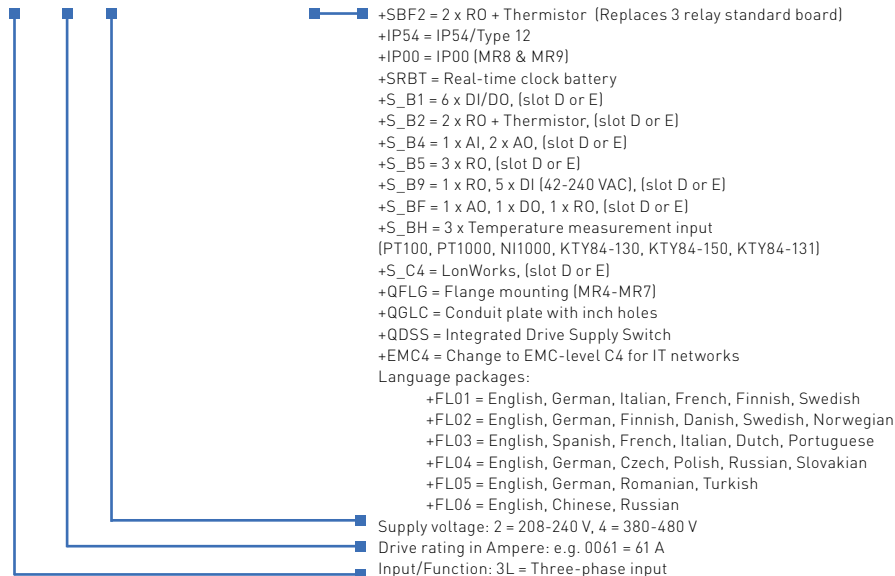 +SBF2 = 2 x RO + Thermistor (Replaces 3 relay standard board)
+IP54 = IP54/Type 12
+IP00 = IP00 (MR8 & MR9)
+SRBT = Real-time clock battery
+S_B1 = 6 x DI/DO, (slot D or E)
+S_B2 = 2 x RO + Thermistor, (slot D or E)
+S_B4 = 1 x AI, 2 x AO, (slot D or E)
+S_B5 = 3 x RO, (slot D or E)
+S_B9 = 1 x RO, 5 x DI (42-240 VAC), (slot D or E)
+S_BF = 1 x AO, 1 x DO, 1 x RO, (slot D or E)
+S_BH = 3 x Temperature measurement input
(PT100, PT1000, NI1000, KTY84-130, KTY84-150, KTY84-131)
+S_C4 = LonWorks, (slot D or E)
+QFLG = Flange mounting (MR4-MR7)
+QGLC = Conduit plate with inch holes
+QDSS = Integrated Drive Supply Switch
+EMC4 = Change to EMC-level C4 for IT networks
Language packages:
+FL01 = English, German, Italian, French, Finnish, Swedish
+FL02 = English, German, Finnish, Danish, Swedish, Norwegian
+FL03 = English, Spanish, French, Italian, Dutch, Portuguese
+FL04 = English, German, Czech, Polish, Russian, Slovakian
+FL05 = English, German, Romanian, Turkish
+FL06 = English, Chinese, Russian
Supply voltage: 2 = 208-240 V, 4 = 380-480 V
Drive rating in Ampere: e.g. 0061 = 61 A
Input/Function: 3L = Three-phase input